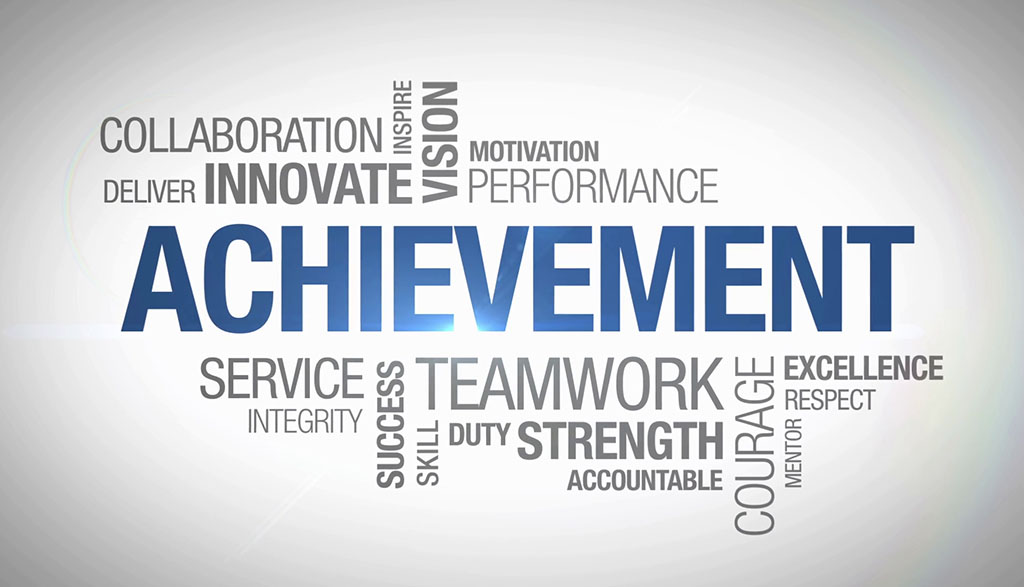 COLLABORATION
INSPIRE
VISION
MOTIVATION
DELIVER
INNOVATE
PERFORMANCE
ACHIEVEMENT
SERVICE
INTEGRITY
SUCCESS
TEAMWORK
SKILL
DUTY
STRENGTH
ACCOUNTABLE
COURAGE
EXCELLENCE
RESPECT
MENTOR